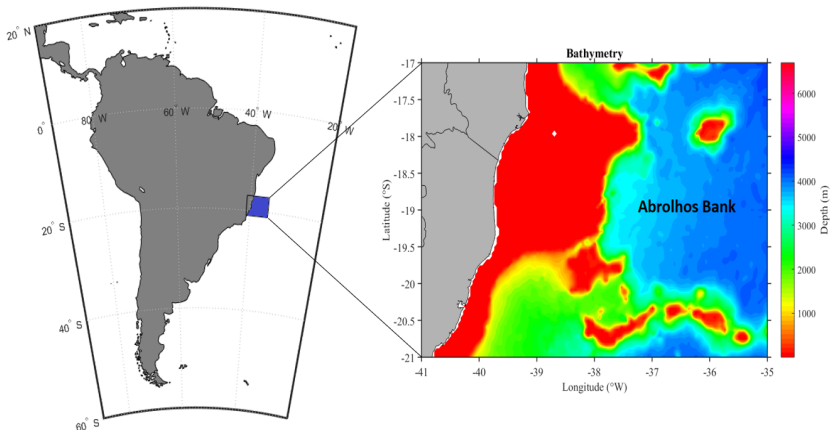 20° N
0°
20° S
40° S
60° S
80° W
60° W
40° W
20° W
Bathymetry
-17
-17.5
-18
-18.5
-19
-19.5
-20
-20.5
-21
Latitude (°S)
-41
-40
-39
-38
-37
-36
-35
Longitude (°W)
Abrolhos Bank
6000
5000
4000
3000
2000
1000
Depth (m)